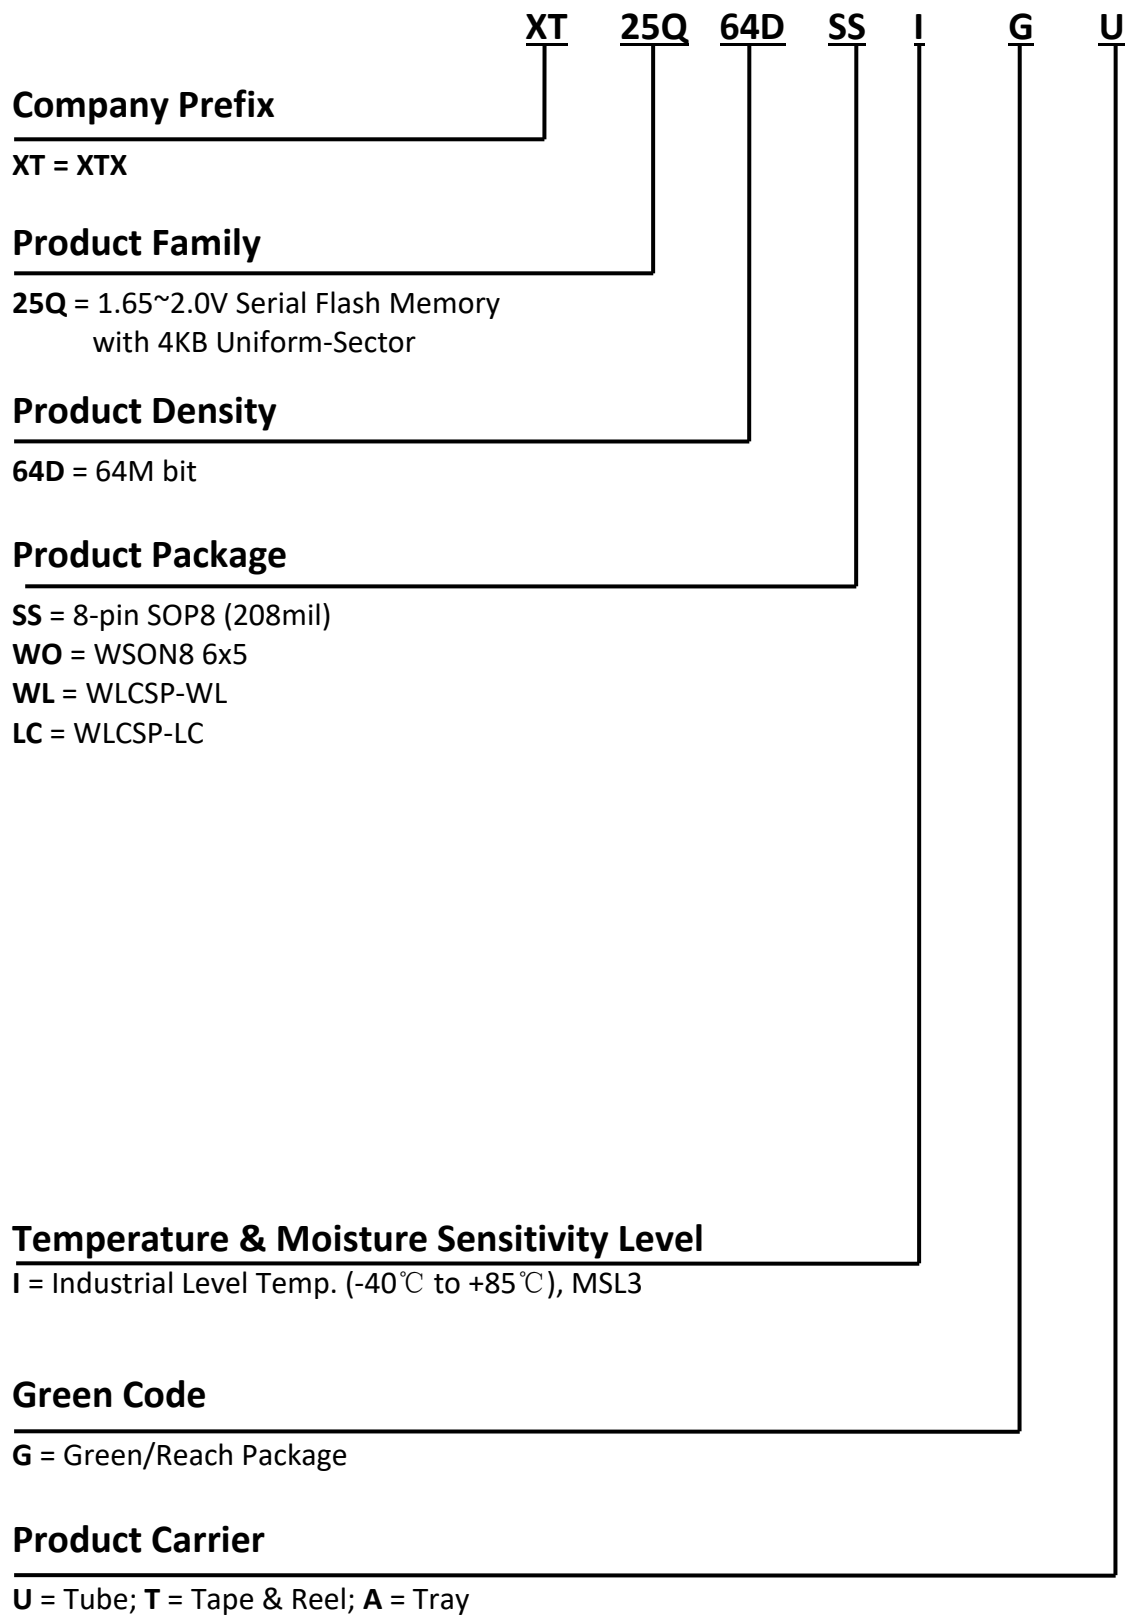 XT 25Q 64D SS I G U
Company Prefix
XT = XTX
Product Family
25Q = 1.65~2.0V Serial Flash Memory
with 4KB Uniform-Sector
Product Density
64D = 64M bit
Product Package
SS = 8-pin SOP8 (208mil)
WO = WSON8 6x5
WL = WLCSP-WL
LC = WLCSP-LC
Temperature & Moisture Sensitivity Level
I = Industrial Level Temp. (-40℃ to +85℃), MSL3
Green Code
G = Green/Reach Package
Product Carrier
U = Tube; T = Tape & Reel; A = Tray